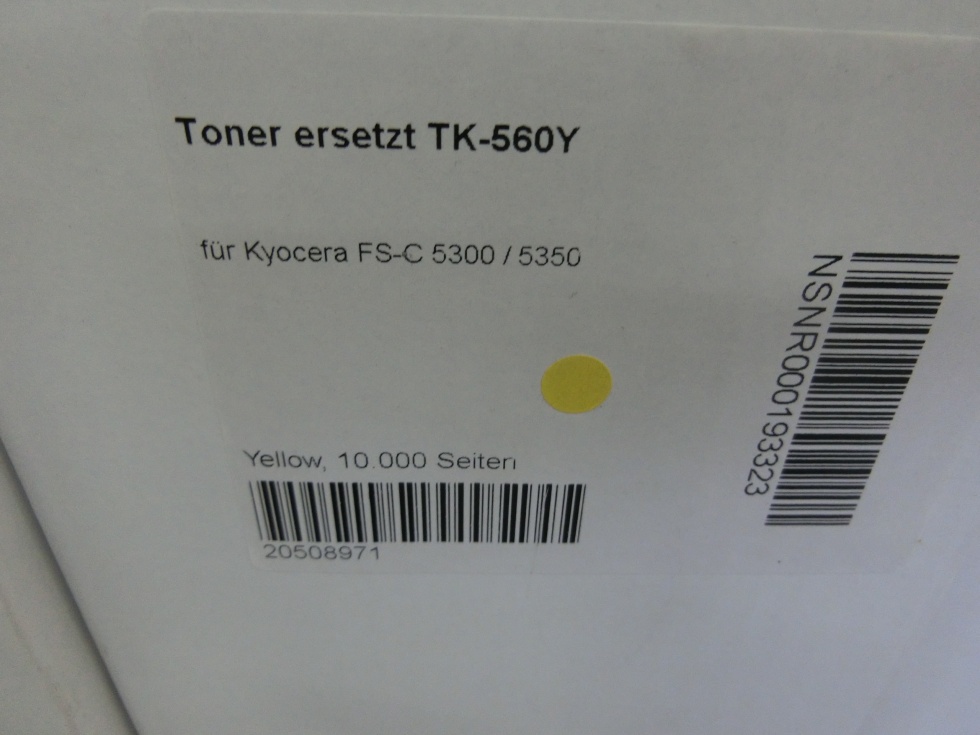 Toner ersetzt TK-560Y
für Kyocera FS-C 5300 / 5350
Yellow, 10.000 Seiten
20508971
NSNR000193323